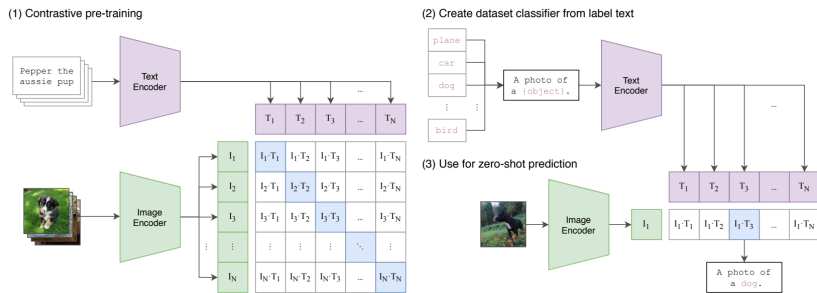 (1) Contrastive pre-training
Pepper the
aussie pup
Text
Encoder
...
T1 T2 T3 ... TN
I1 I1·T1 I1·T2 I1·T3 ... I1·TN
I2 I2·T1 I2·T2 I2·T3 ... I2·TN
I3 I3·T1 I3·T2 I3·T3 ... I3·TN
Image
Encoder
⋮ ⋮ ⋮ ⋮ ⋱ ⋮
IN IN·T1 IN·T2 IN·T3 ... IN·TN
(2) Create dataset classifier from label text
plane
car
dog
⋮ ⋮
bird
A photo of
a {object}.
Text
Encoder
...
(3) Use for zero-shot prediction
T1 T2 T3 ... TN
Image
Encoder
I1 I1·T1 I1·T2 I1·T3 ... I1·TN
A photo of
a dog.